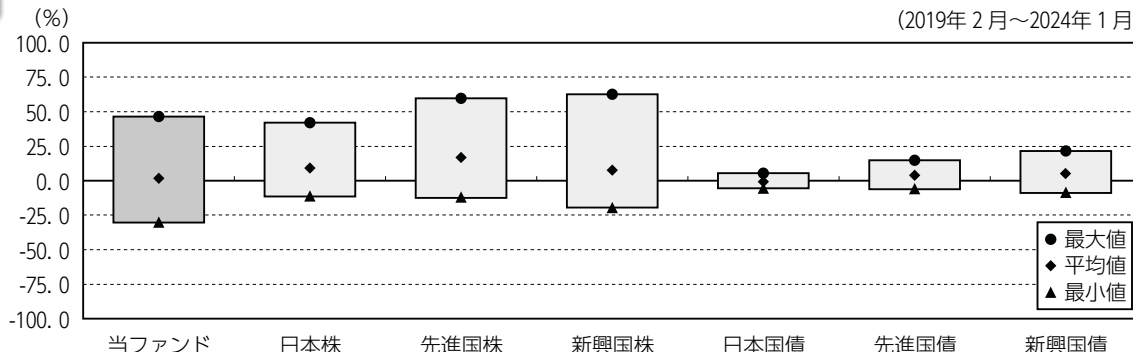 (%)
(2019年2月～2024年1月
100.0
75.0
50.0
25.0
0.0
-25.0
-50.0
-75.0
-100.0
● 最大値
◆ 平均値
▲ 最小値
当ファンド 日本株 先進国株 新興国株 日本国債 先進国債 新興国債